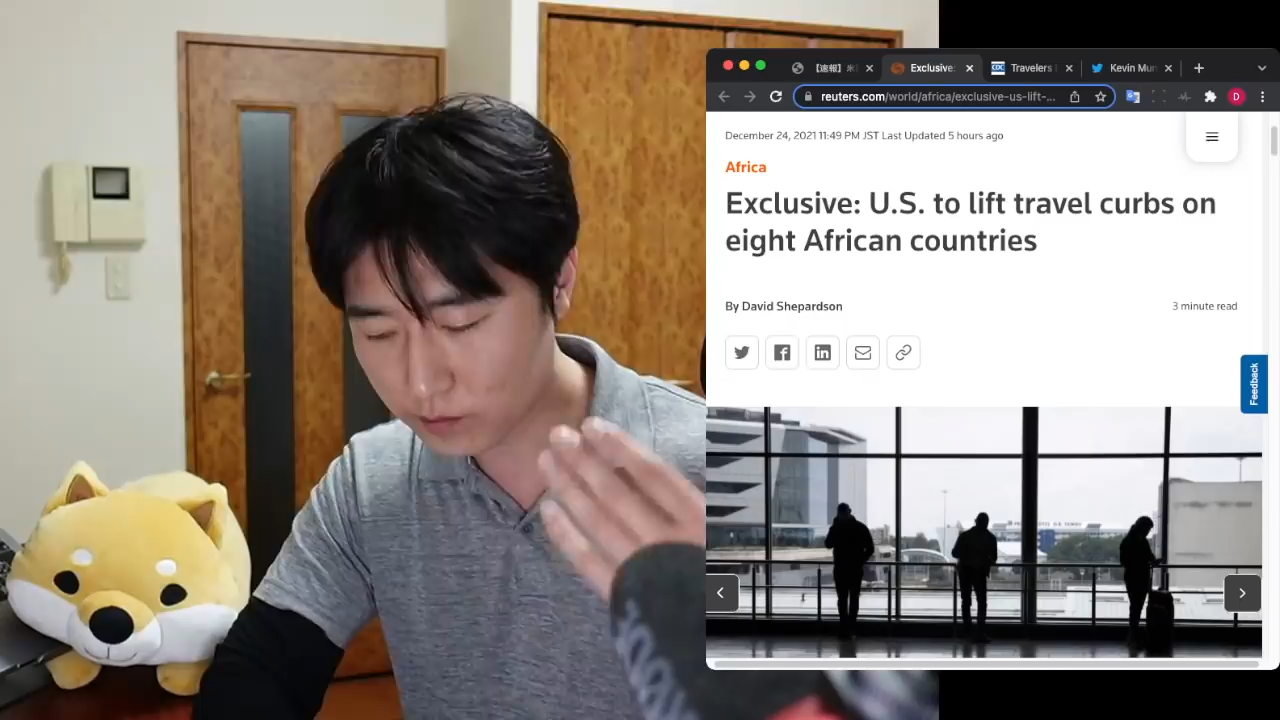 【速報】米
Exclusive:
CDC
Travelers
Kevin Mun
reuters.com/world/africa/exclusive-us-lift-...
D
December 24, 2021 11:49 PM JST Last Updated 5 hours ago
Africa
Exclusive: U.S. to lift travel curbs on
eight African countries
By David Shepardson
3 minute read
Feedback